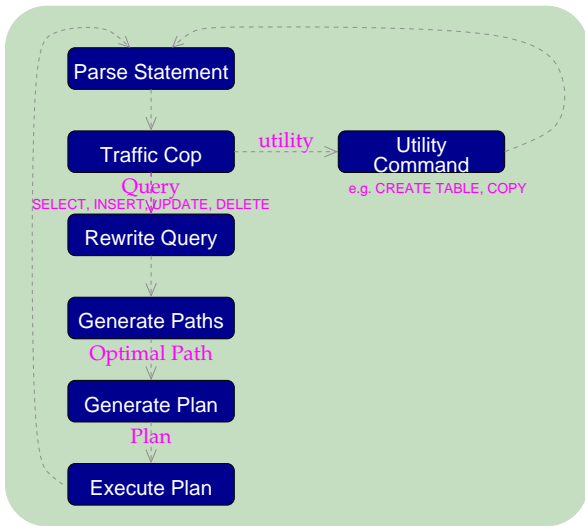 Parse Statement
Traffic Cop
utility
Utility
Command
e.g. CREATE TABLE, COPY
Query
SELECT, INSERT, UPDATE, DELETE
Rewrite Query
Generate Paths
Optimal Path
Generate Plan
Plan
Execute Plan